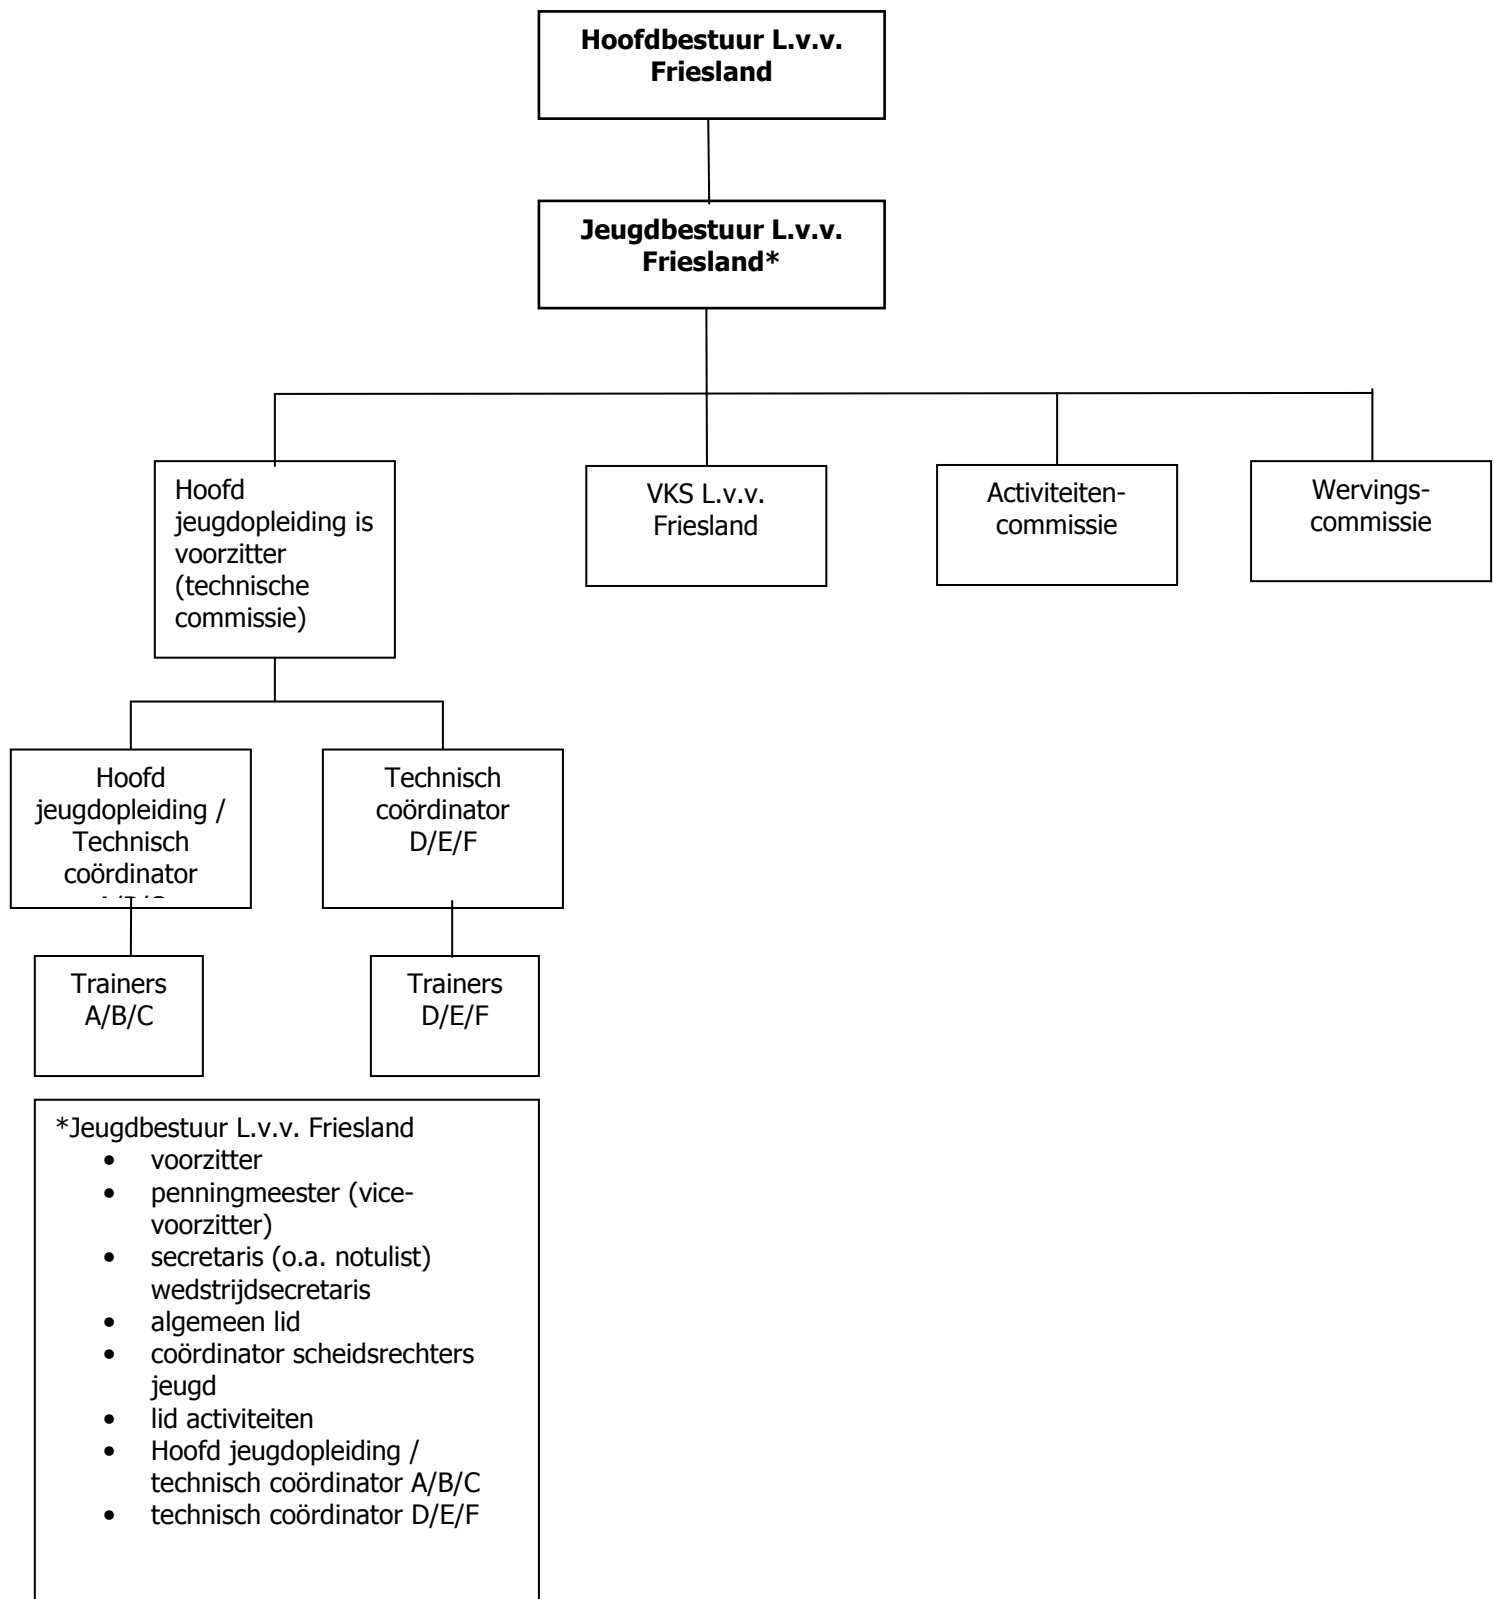 Hoofdbestuur L.v.v.
Friesland
Jeugdbestuur L.v.v.
Friesland*
Hoofd
jeugdopleiding is
voorzitter
(technische
commissie)
VKS L.v.v.
Friesland
Activiteiten-
commissie
Wervings-
commissie
Hoofd
jeugdopleiding /
Technisch
coördinator
Technisch
coördinator
D/E/F
Trainers
A/B/C
Trainers
D/E/F
*Jeugdbestuur L.v.v. Friesland
• voorzitter
• penningmeester (vice-
voorzitter)
• secretaris (o.a. notulist)
wedstrijdsecretaris
• algemeen lid
• coördinator scheidsrechters
jeugd
• lid activiteiten
• Hoofd jeugdopleiding /
technisch coördinator A/B/C
• technisch coördinator D/E/F